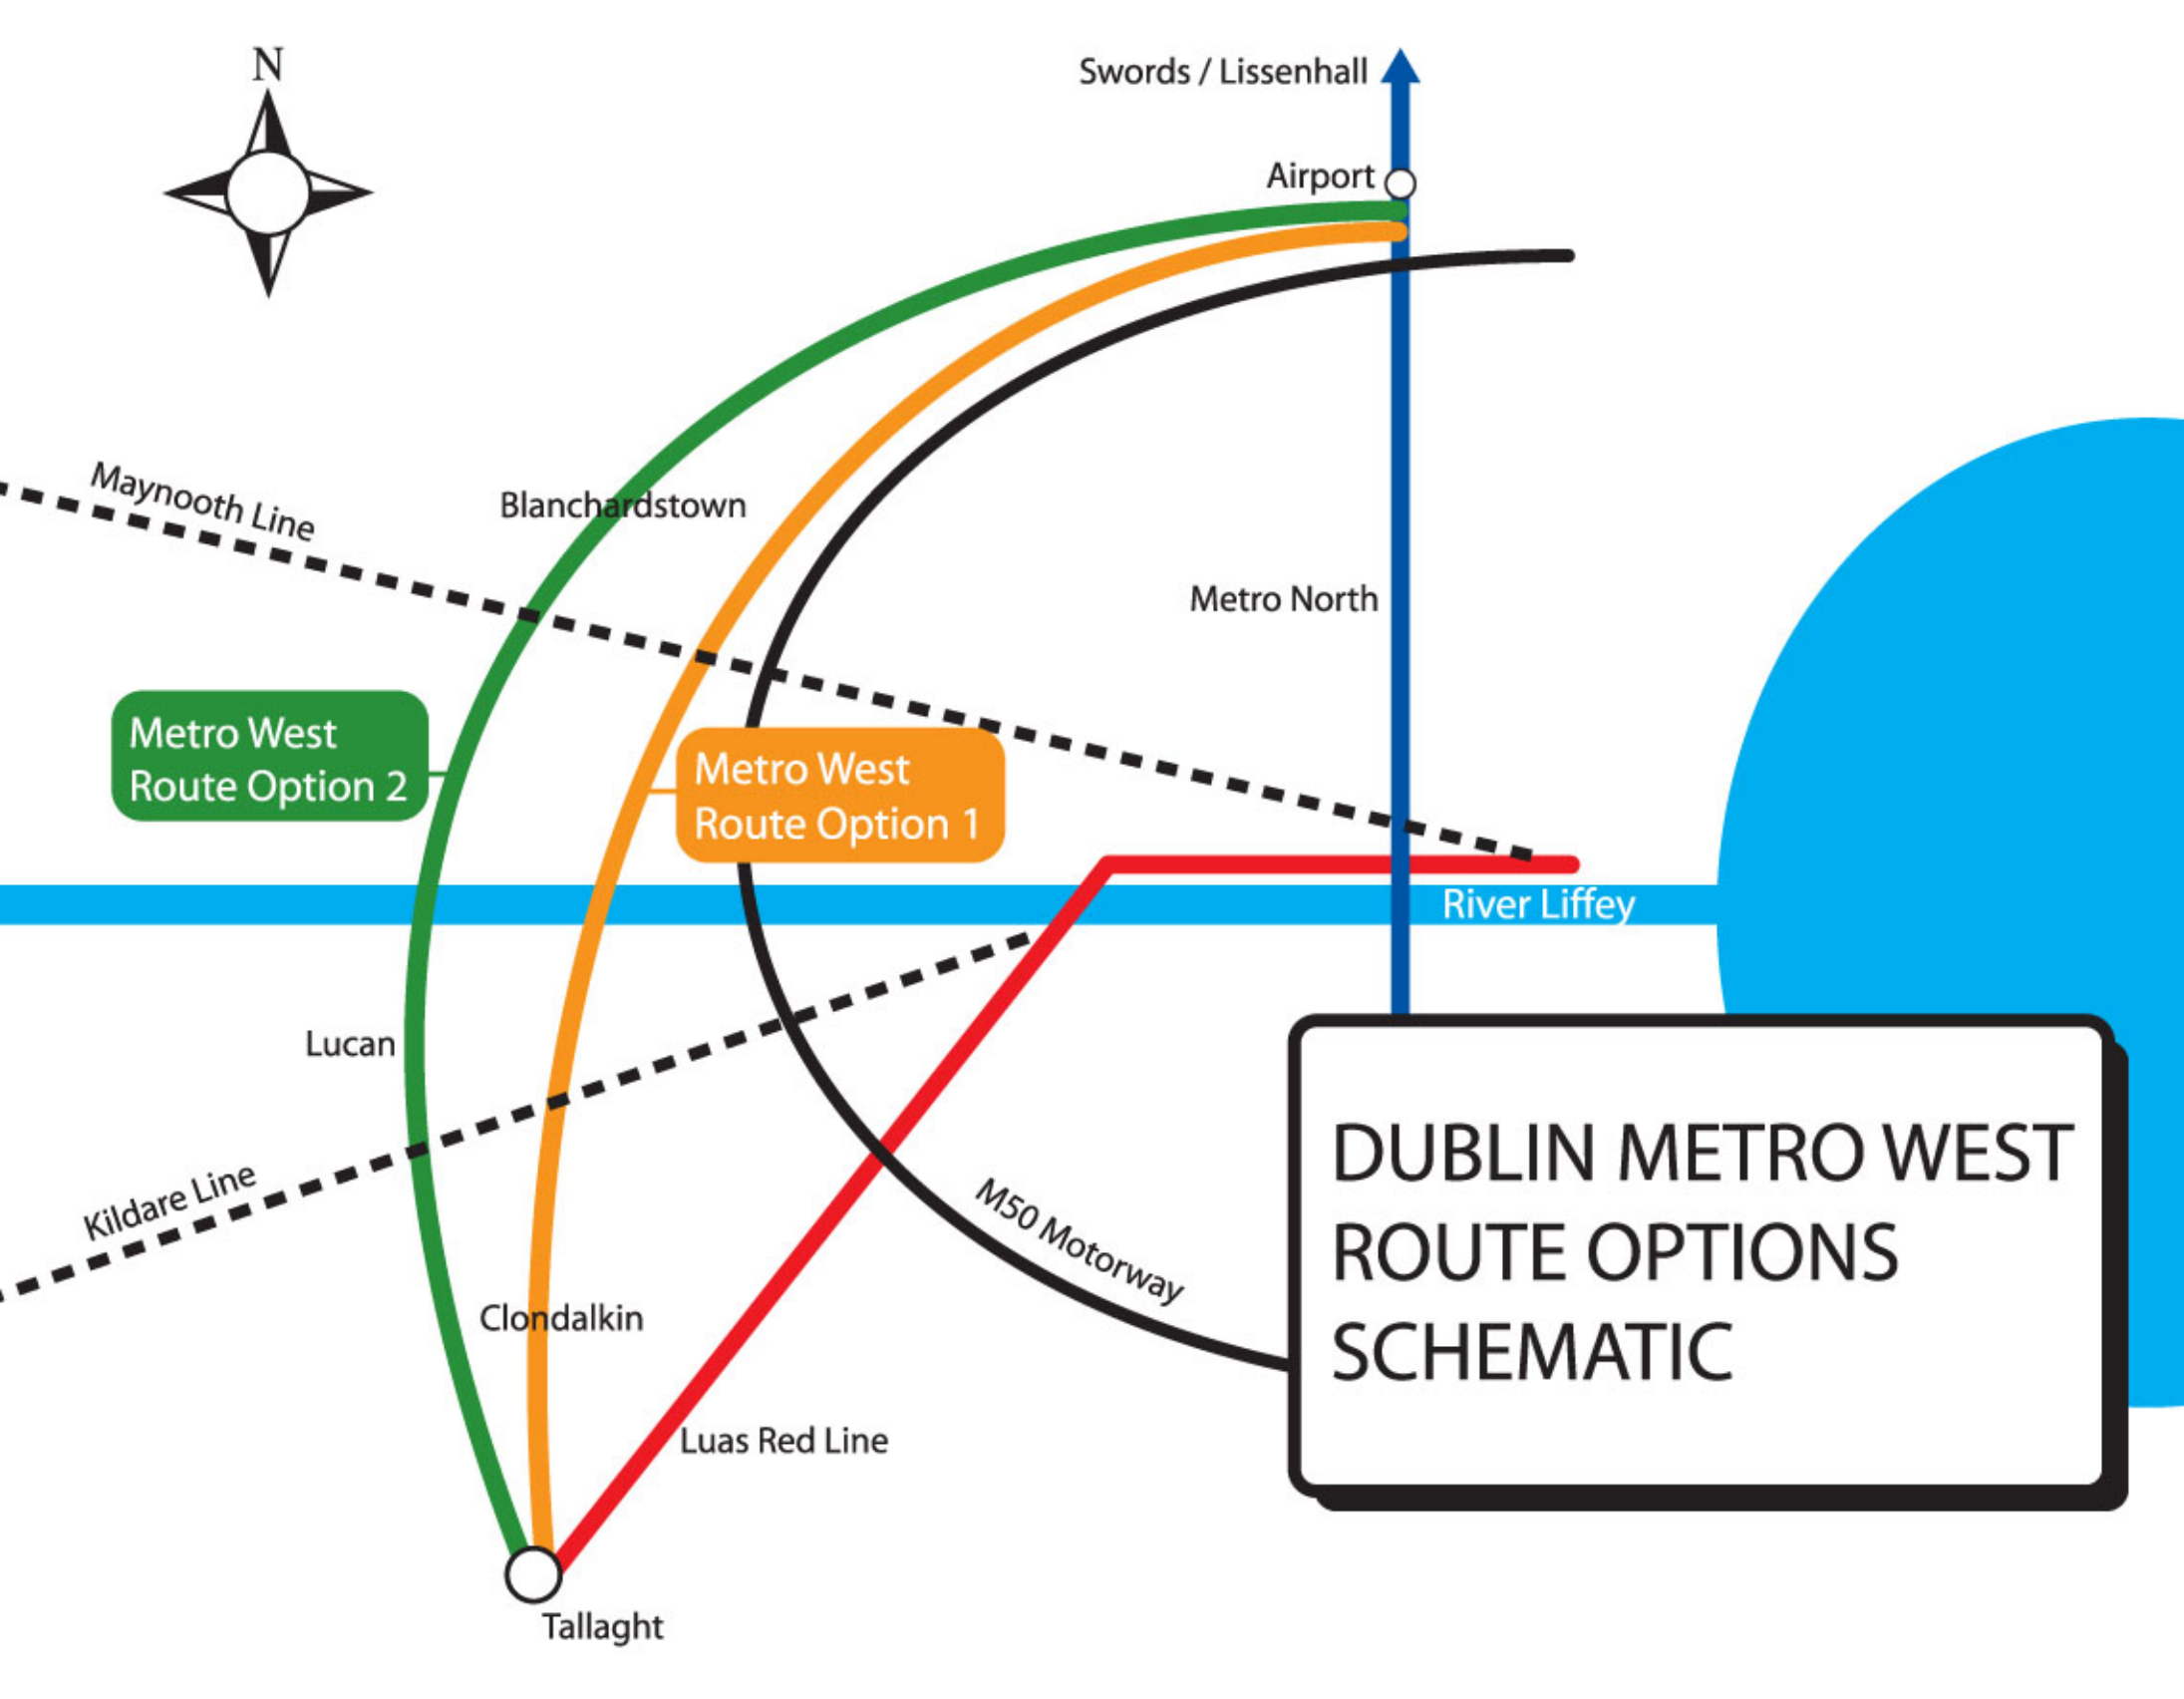 N
Swords / Lissenhall
Airport
Maynooth Line
Blanchardstown
Metro North
Metro West
Route Option 2
Metro West
Route Option 1
River Liffey
Lucan
Kildare Line
M50 Motorway
Clondalkin
Luas Red Line
Tallaght
DUBLIN METRO WEST
ROUTE OPTIONS
SCHEMATIC